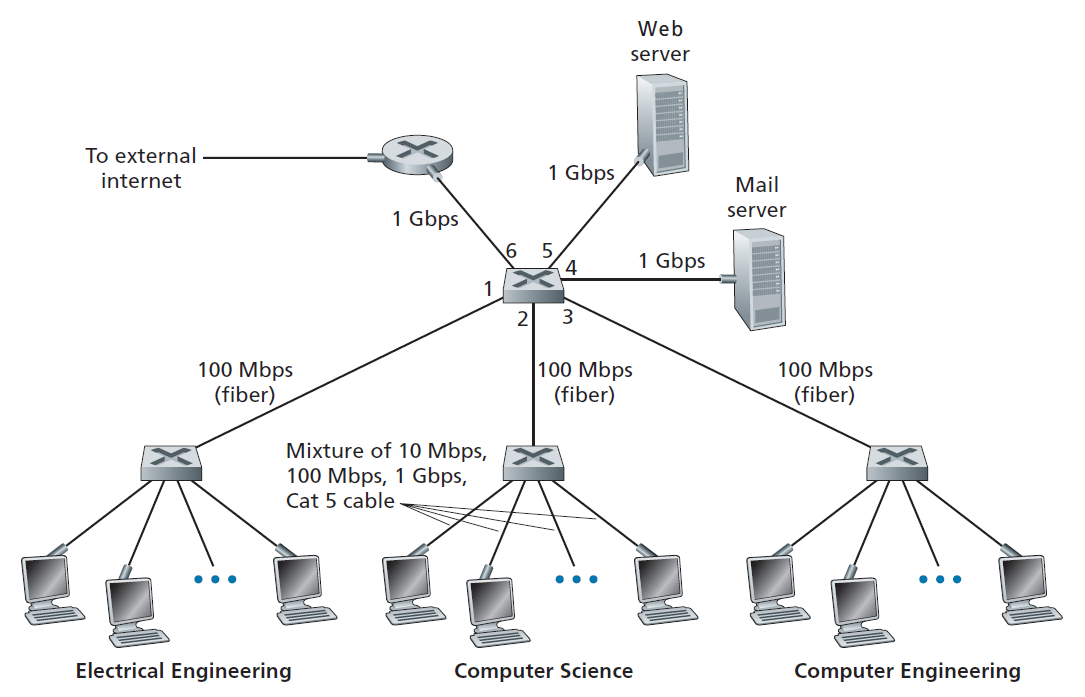 Web
server
To external
internet
1 Gbps
Mail
server
1 Gbps
1 Gbps
6
5
4
1
2
3
100 Mbps
(fiber)
100 Mbps
(fiber)
100 Mbps
(fiber)
Mixture of 10 Mbps,
100 Mbps, 1 Gbps,
Cat 5 cable
Electrical Engineering
Computer Science
Computer Engineering